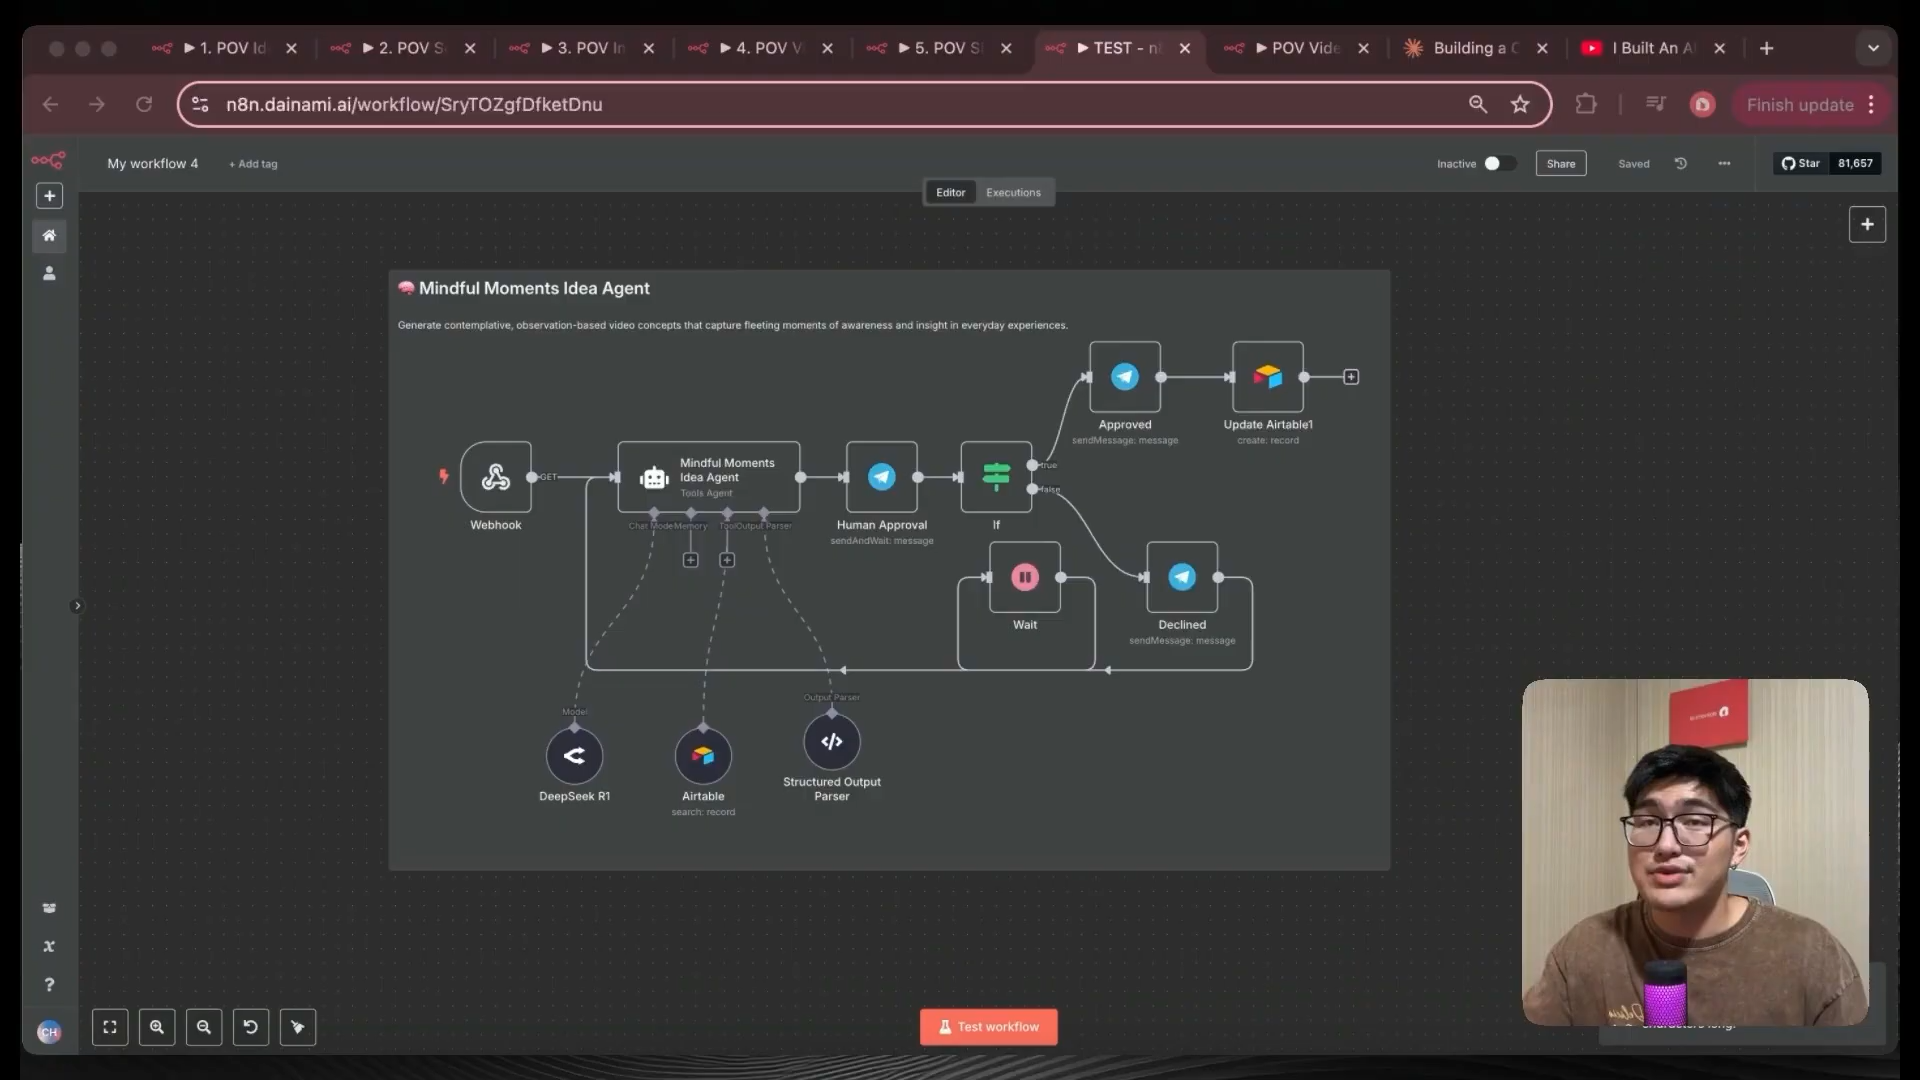 1. POV Id
2. POV S
3. POV In
4. POV V
5. POV S
TEST - n8
POV Vide
Building a C
I Built An A
n8n.dainami.ai/workflow/SryTOZgfDfketDnu
Finish update
My workflow 4
+ Add tag
Inactive
Share
Saved
Star
81,657
Editor
Executions
🧠 Mindful Moments Idea Agent
Generate contemplative, observation-based video concepts that capture fleeting moments of awareness and insight in everyday experiences.
Approved
sendMessage: message
Update Airtable1
create: record
GET
Webhook
Mindful Moments
Idea Agent
Tools Agent
Chat Mode
Memory
Tool
Output Parser
Human Approval
sendAndWait: message
true
false
If
Wait
Declined
sendMessage: message
Model
DeepSeek R1
Airtable
search: record
Output Parser
Structured Output
Parser
CH
Test workflow